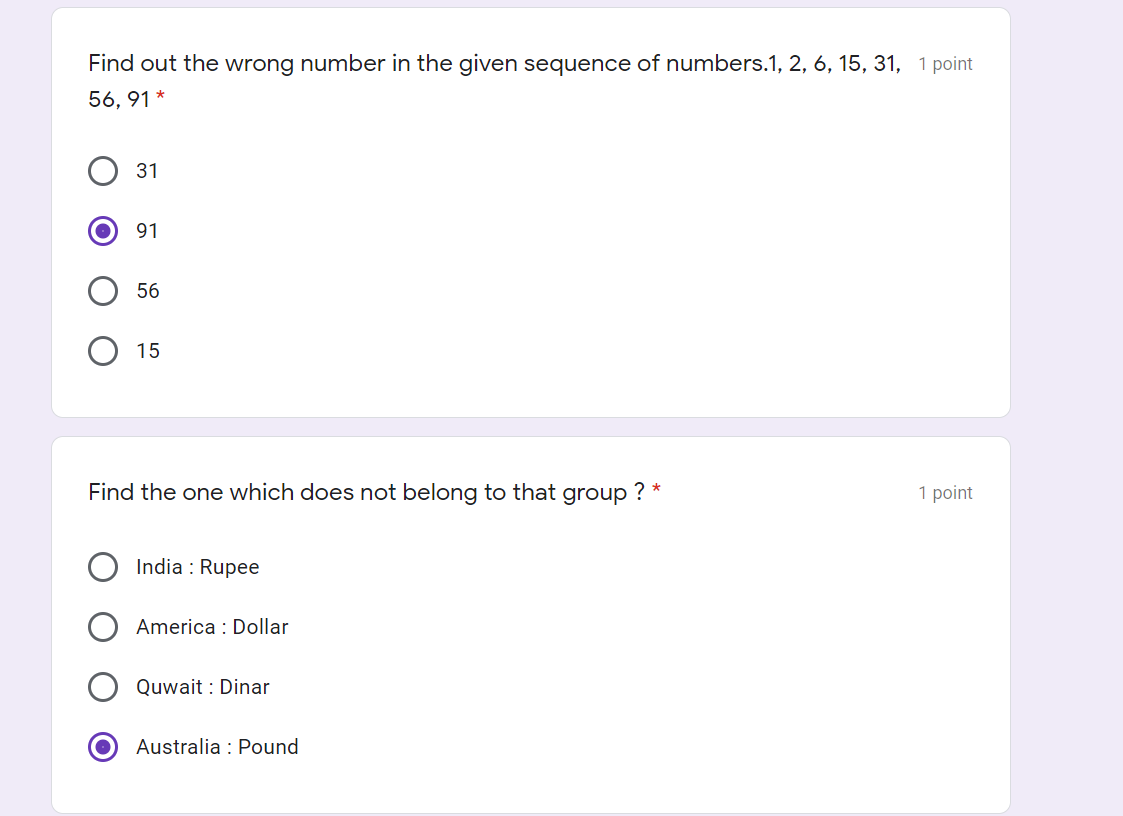 Find out the wrong number in the given sequence of numbers.1, 2, 6, 15, 31, 1 point
56, 91 *
31
91
56
15
Find the one which does not belong to that group ? * 1 point
India : Rupee
America : Dollar
Quwait : Dinar
Australia : Pound